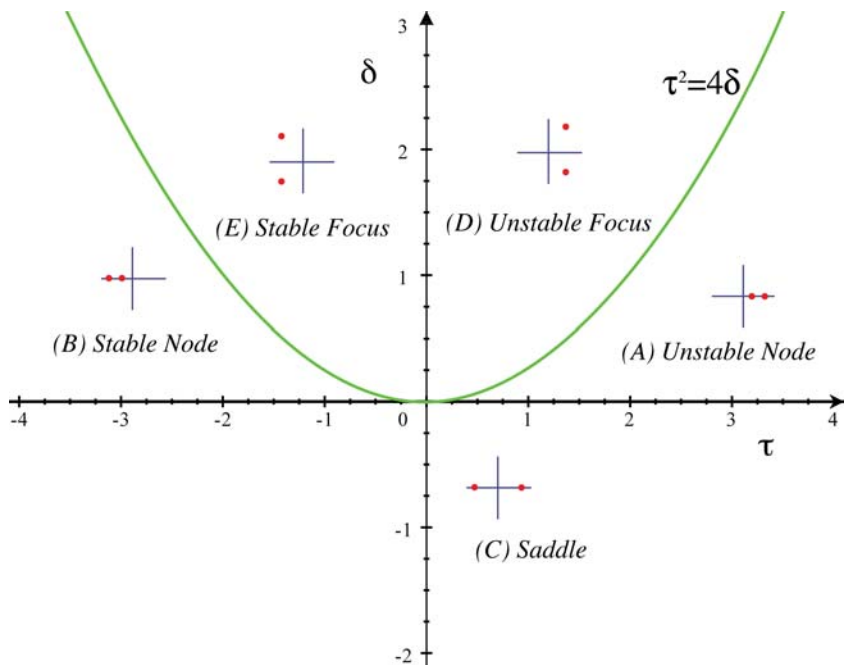 3
δ
τ²=4δ
2
(E) Stable Focus
(D) Unstable Focus
1
(B) Stable Node
(A) Unstable Node
-4 -3 -2 -1 0 1 2 3 4
τ
-1
(C) Saddle
-2